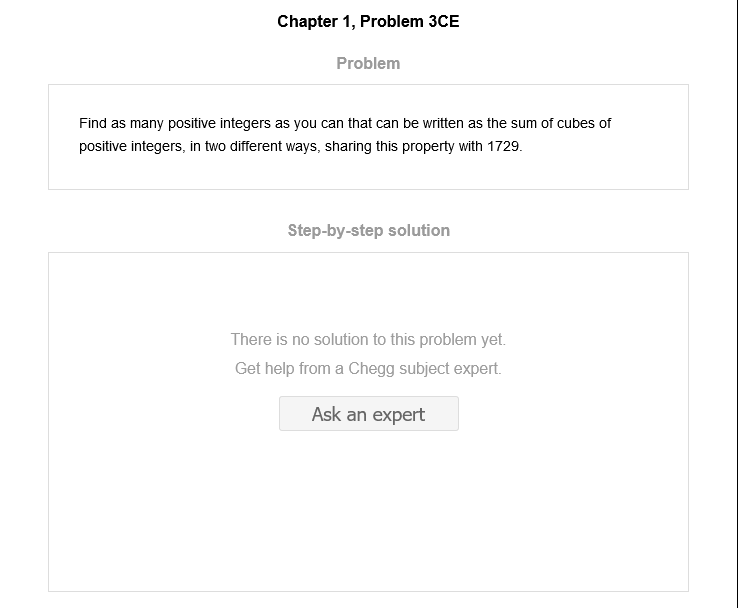 Chapter 1, Problem 3CE
Problem
Find as many positive integers as you can that can be written as the sum of cubes of
positive integers, in two different ways, sharing this property with 1729.
Step-by-step solution
There is no solution to this problem yet.
Get help from a Chegg subject expert.
Ask an expert